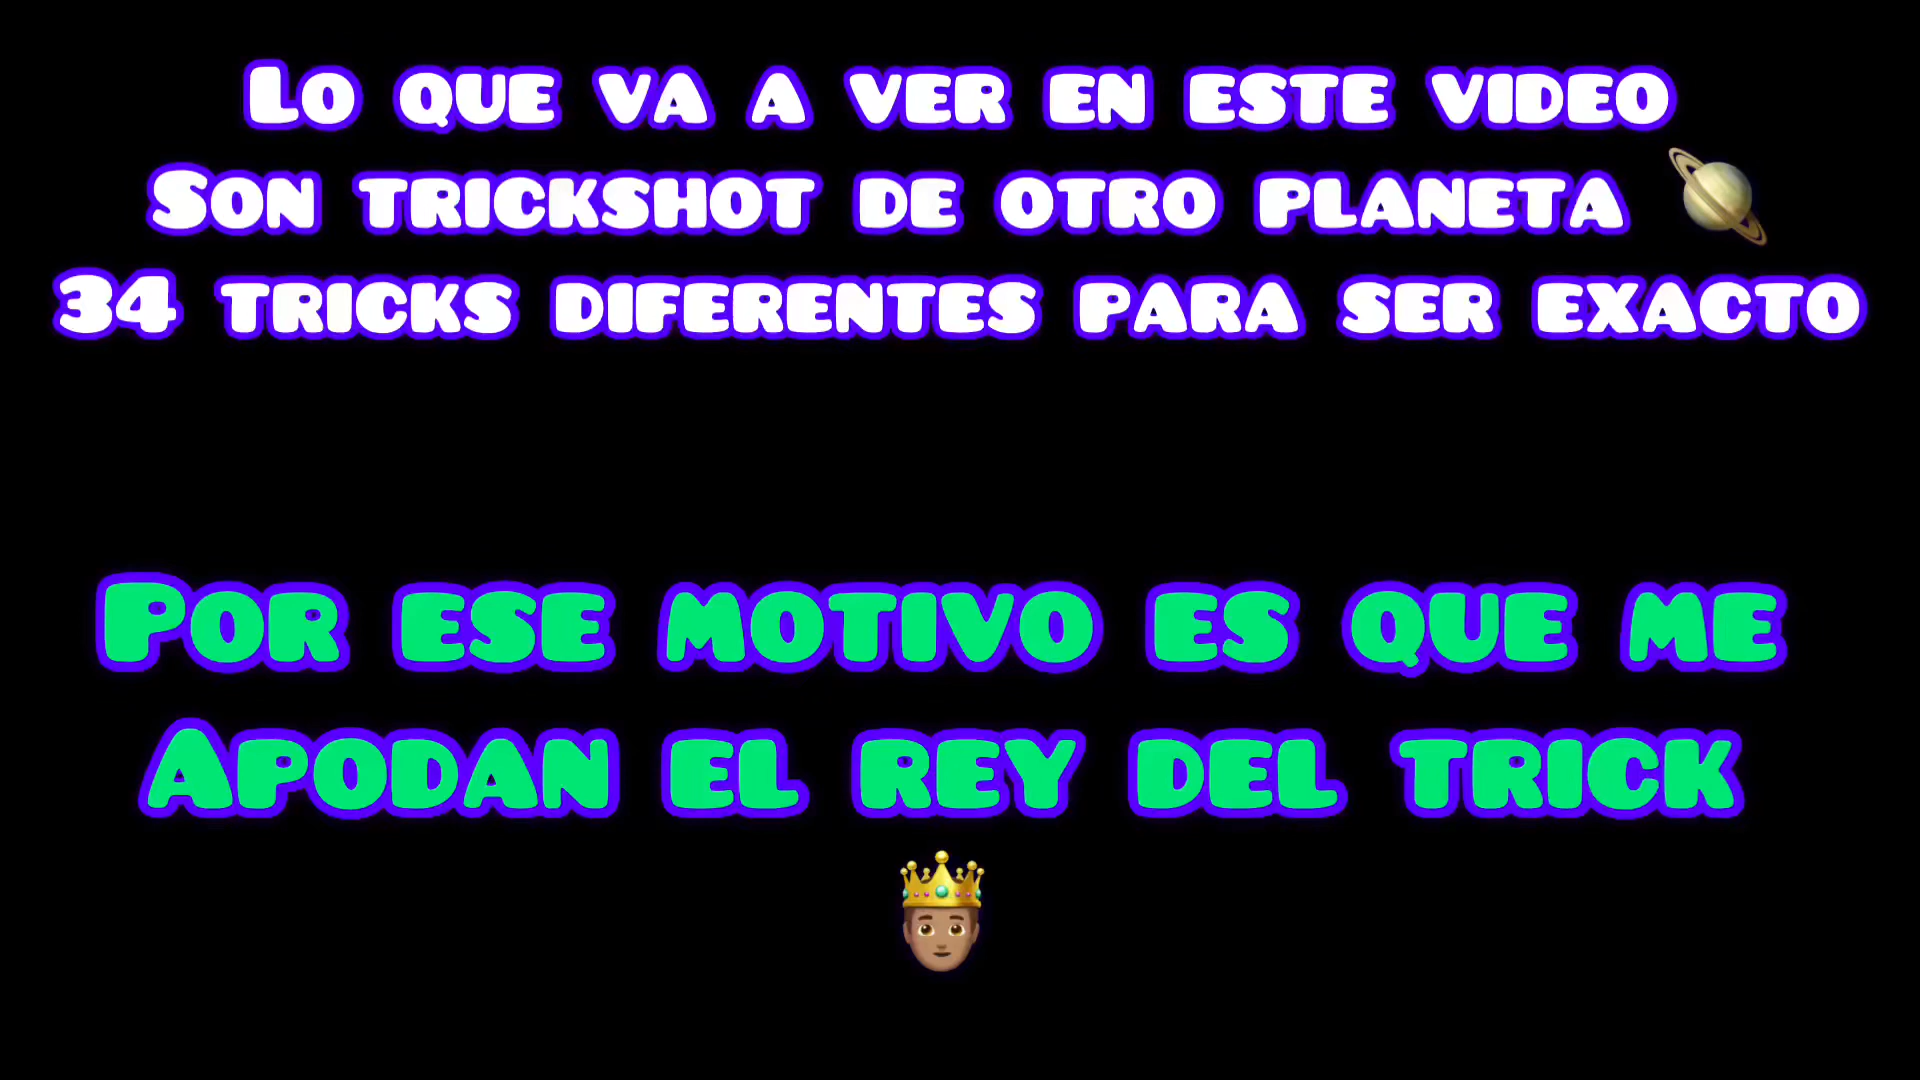 Lo que va a ver en este video
Son trickshot de otro planeta 🪐
34 tricks diferentes para ser exacto
Por ese motivo es que me
Apodan el rey del trick
🤴🏽